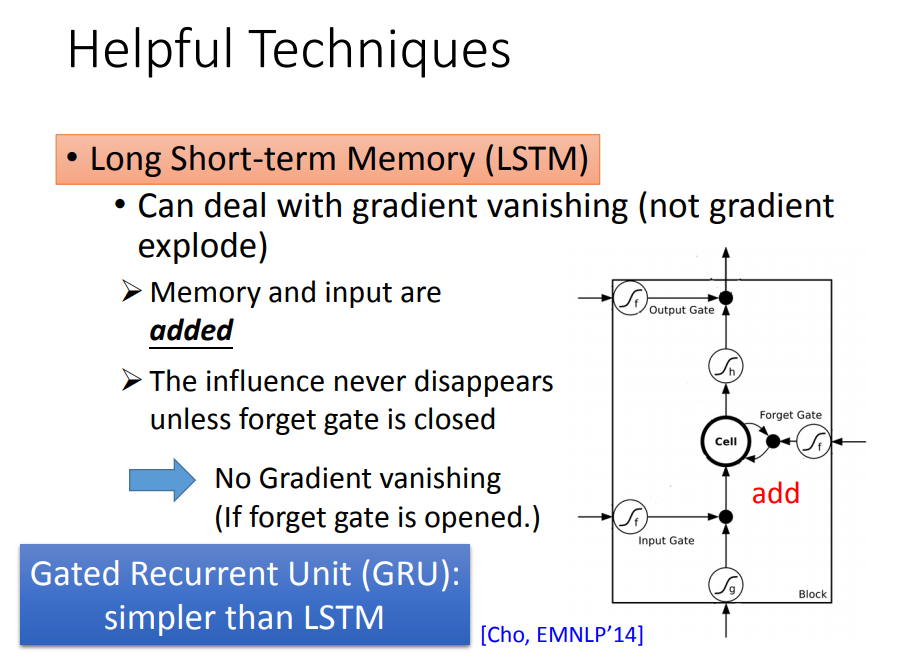 Helpful Techniques
• Long Short-term Memory (LSTM)
• Can deal with gradient vanishing (not gradient
explode)
➢ Memory and input are
added
➢ The influence never disappears
unless forget gate is closed
No Gradient vanishing
(If forget gate is opened.)
Gated Recurrent Unit (GRU):
simpler than LSTM
[Cho, EMNLP’14]
f
Output Gate
h
Forget Gate
Cell
f
add
f
Input Gate
g
Block